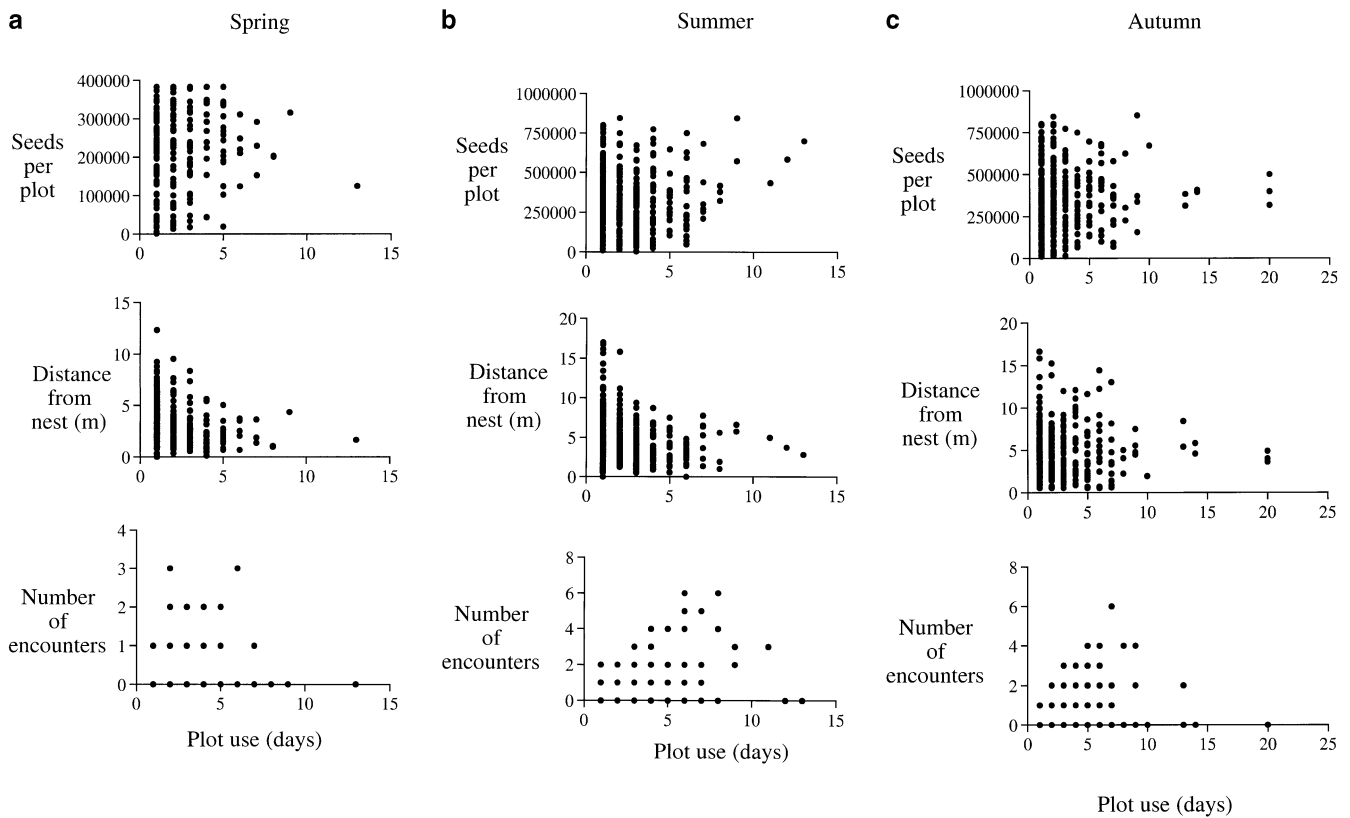 a
Spring
400000
300000
200000
100000
0
Seeds
per
plot
0 5 10 15
15
10
5
0
Distance
from
nest (m)
0 5 10 15
4
3
2
1
0
Number
of
encounters
0 5 10 15
Plot use (days)
b
Summer
1000000
750000
500000
250000
0
Seeds
per
plot
0 5 10 15
20
15
10
5
0
Distance
from
nest (m)
0 5 10 15
8
6
4
2
0
Number
of
encounters
0 5 10 15
Plot use (days)
c
Autumn
1000000
750000
500000
250000
0
Seeds
per
plot
0 5 10 15 20 25
20
15
10
5
0
Distance
from
nest (m)
0 5 10 15 20 25
8
6
4
2
0
Number
of
encounters
0 5 10 15 20 25
Plot use (days)